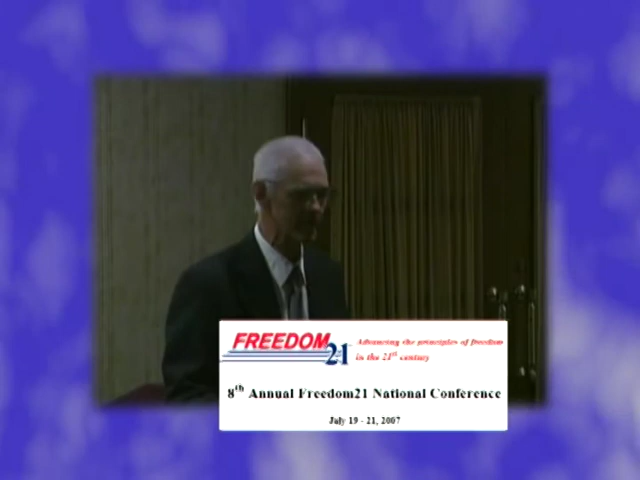 FREEDOM21
Advancing the principles of freedom
in the 21st century
8th Annual Freedom21 National Conference
July 19 - 21, 2007